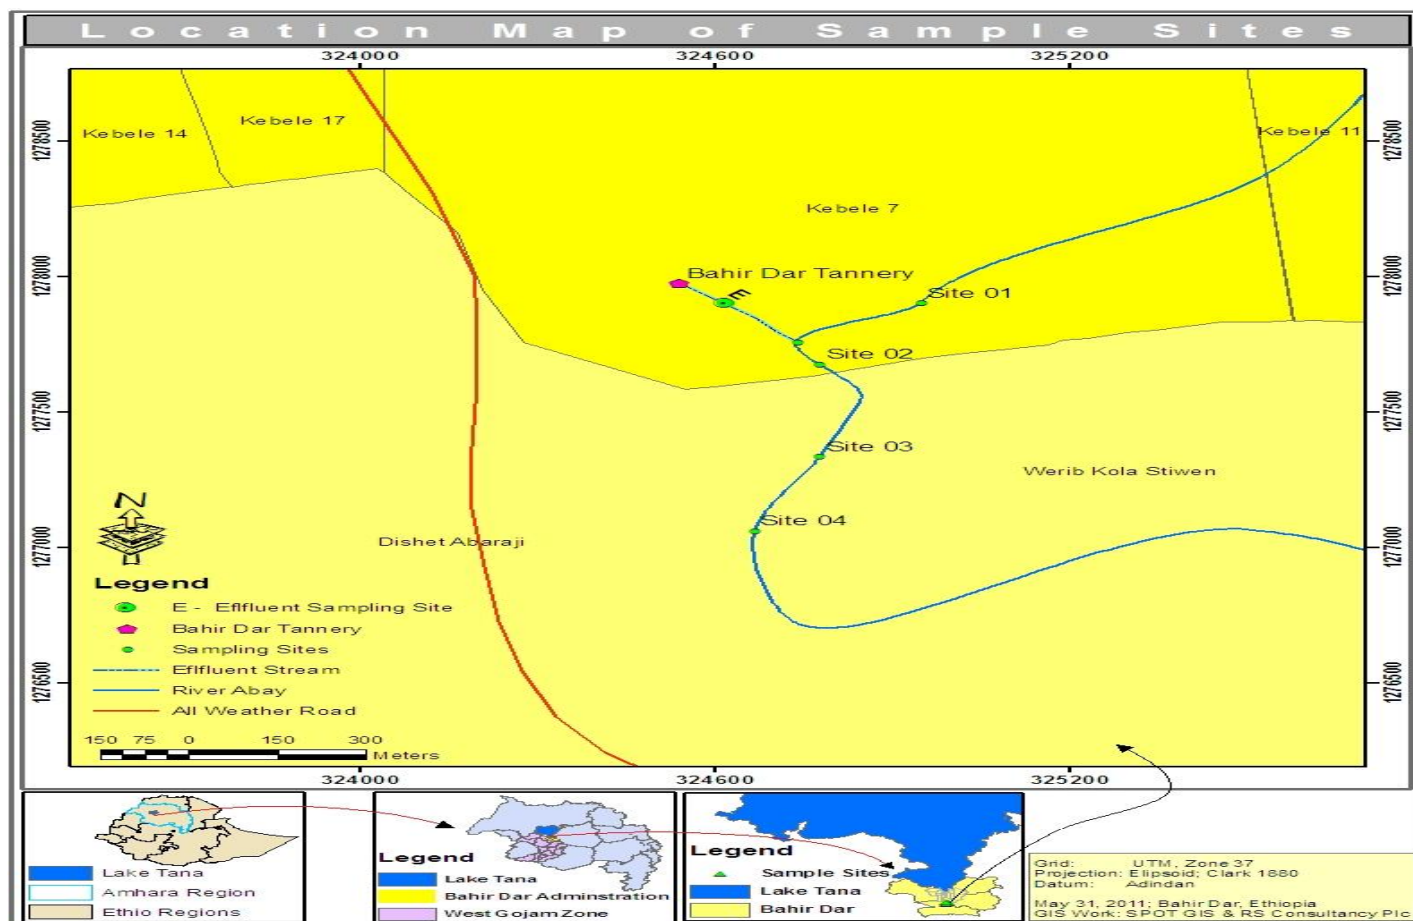 Location Map of Sample Sites
324000 324600 325200
Kebele 14
Kebele 17
Kebele 11
1278500 1278500
Kebele 7
Bahir Dar Tannery
1278000 1278000
E
Site 01
Site 02
1277500 1277500
Site 03
Werib Kola Stiwen
N
Site 04
Dishet Abaraji
1277000 1277000
Legend
E - Eflfluent Sampling Site
Bahir Dar Tannery
Sampling Sites
Eflfluent Stream
River Abay
All Weather Road
1276500 1276500
150 75 0 150 300
Meters
324000 324600 325200
Lake Tana
Amhara Region
Ethio Regions
Legend
Lake Tana
Bahir Dar Adminstration
West Gojam Zone
Legend
Sample Sites
Lake Tana
Bahir Dar
Grid: UTM, Zone 37
Projection: Elipsoid; Clark 1880
Datum: Adindan
May 31, 2011; Bahir Dar, Ethiopia
GIS Work: SPOT GIS & RS Consultancy Plc